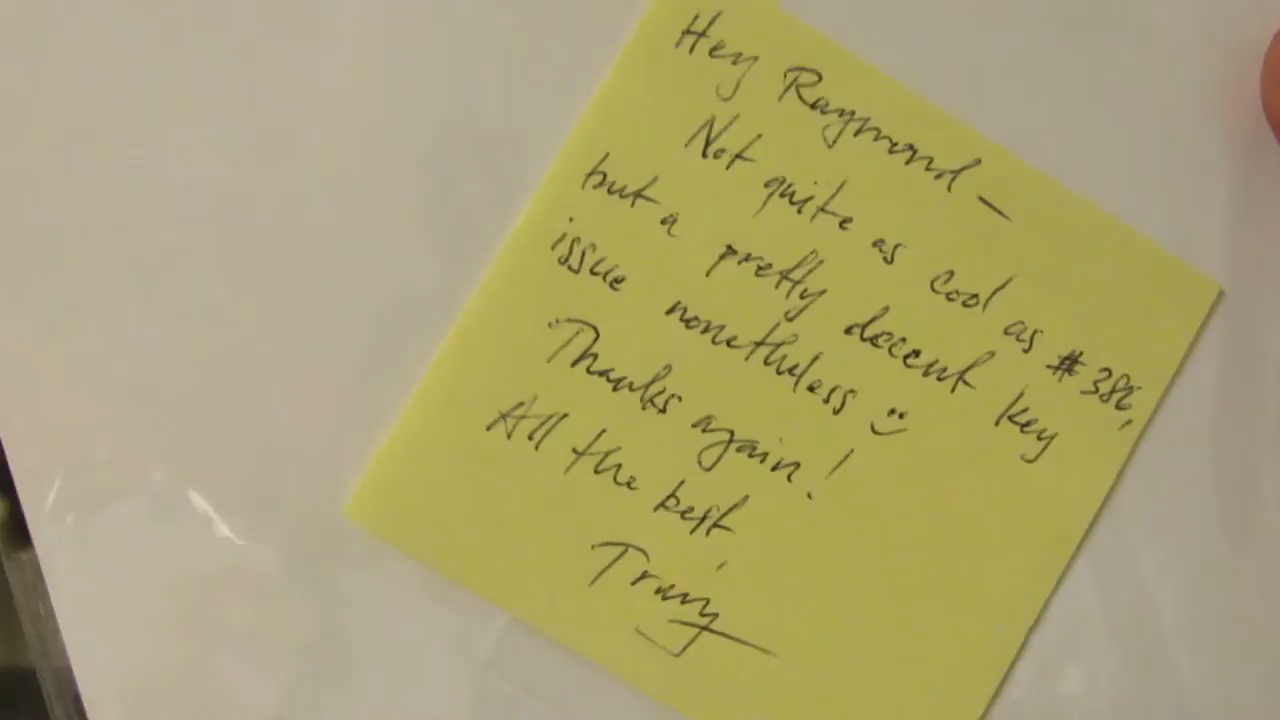 Hey Raymond —
Not quite as cool as #386,
but a pretty decent key
issue nonetheless ☺
Thanks again!
All the best,